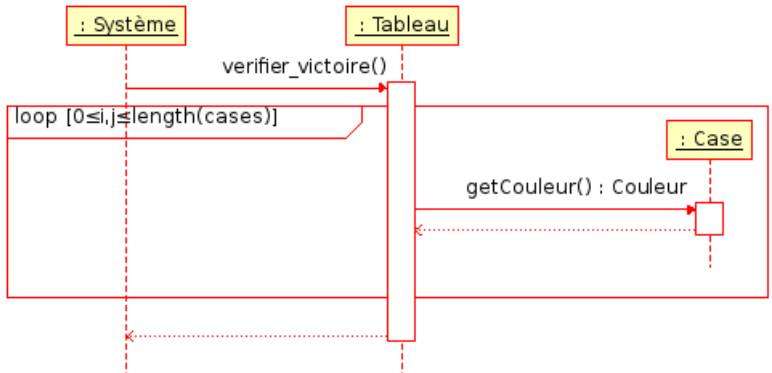 : Système
: Tableau
verifier_victoire()
loop [0≤i,j≤length(cases)]
: Case
getCouleur() : Couleur